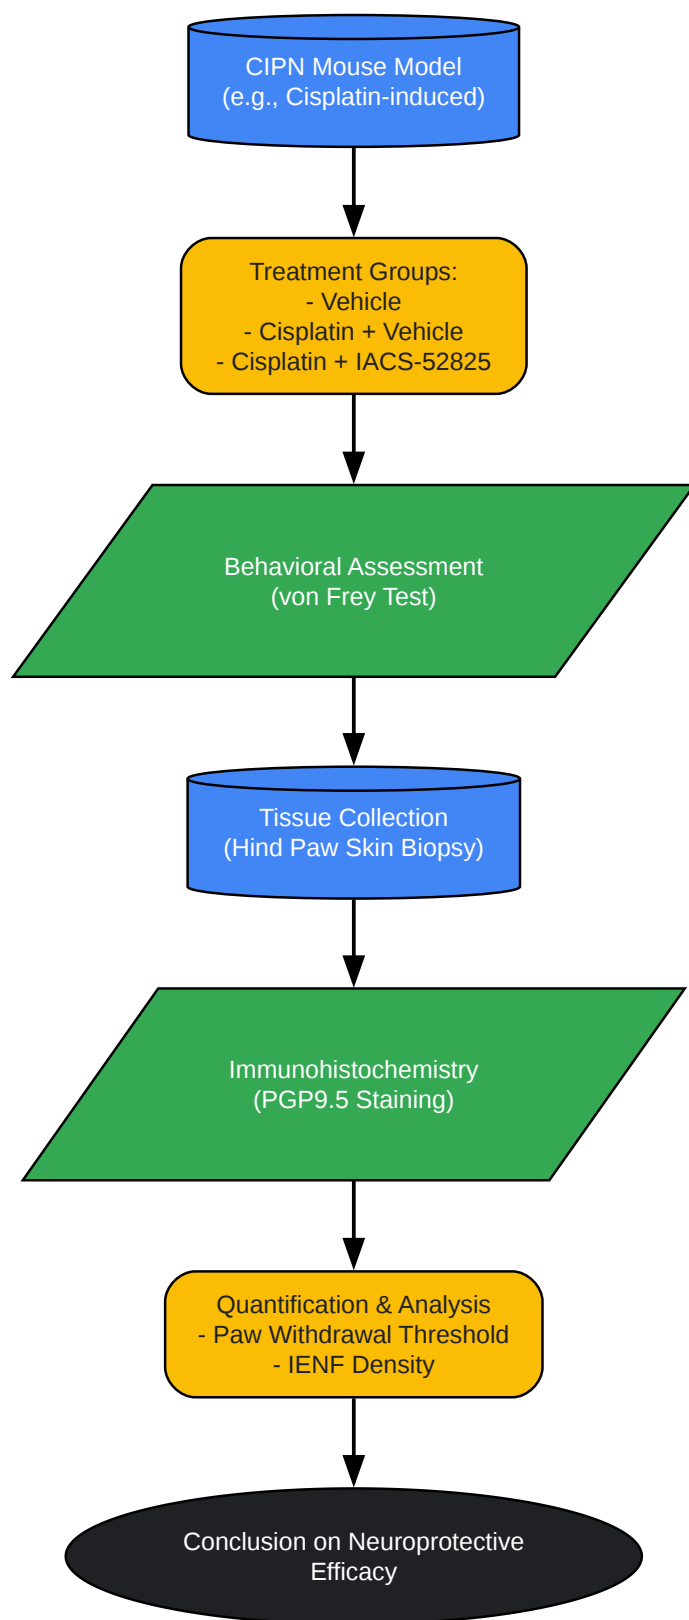 CIPN Mouse Model
(e.g., Cisplatin-induced)
Treatment Groups:
- Vehicle
- Cisplatin + Vehicle
- Cisplatin + IACS-52825
Behavioral Assessment
(von Frey Test)
Tissue Collection
(Hind Paw Skin Biopsy)
Immunohistochemistry
(PGP9.5 Staining)
Quantification & Analysis
- Paw Withdrawal Threshold
- IENF Density
Conclusion on Neuroprotective
Efficacy